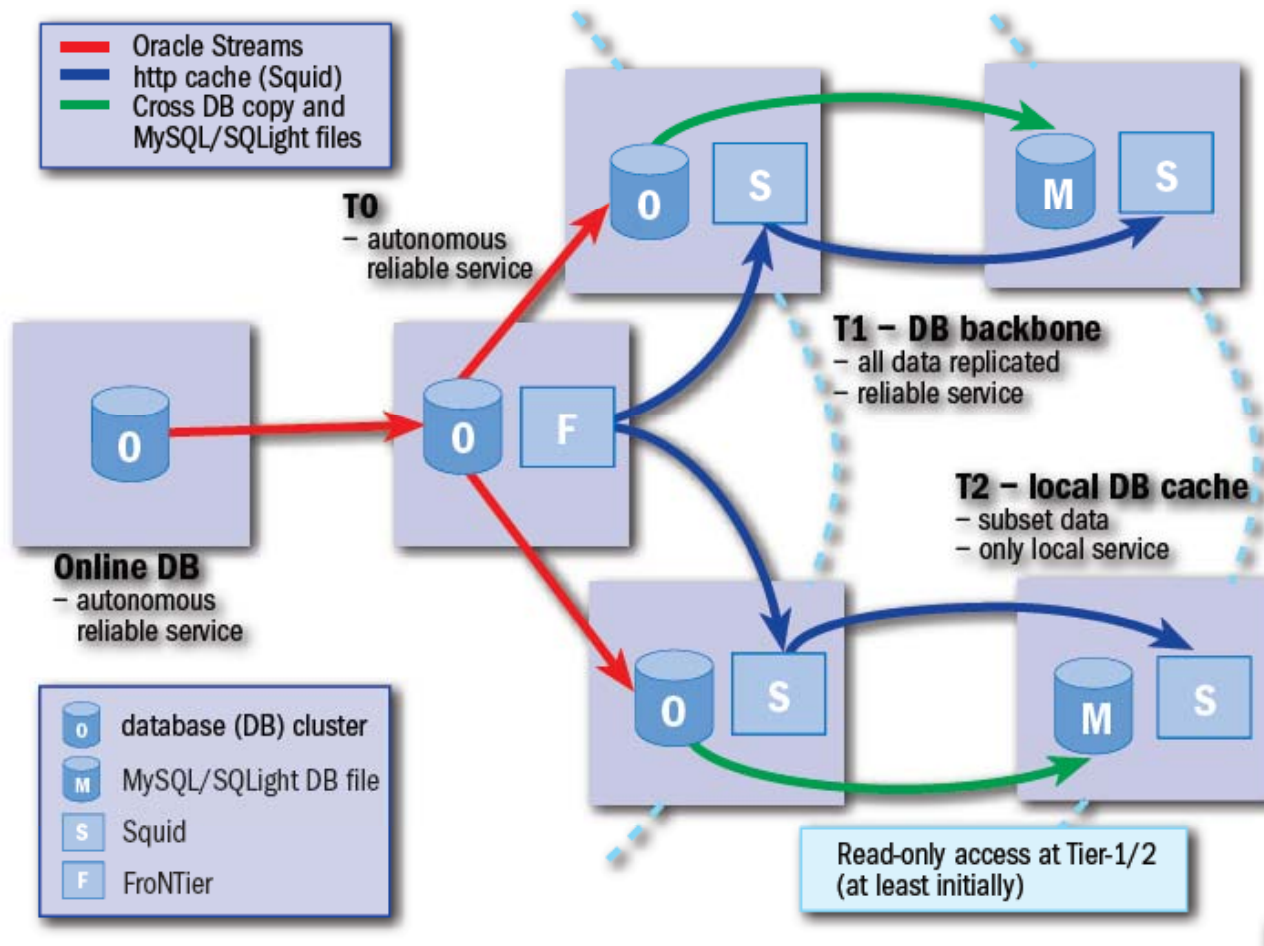 Oracle Streams
http cache (Squid)
Cross DB copy and
MySQL/SQLight files
T0
– autonomous
reliable service
O
S
M
S
O
O
F
T1 – DB backbone
– all data replicated
– reliable service
Online DB
– autonomous
reliable service
T2 – local DB cache
– subset data
– only local service
O
S
M
S
O
database (DB) cluster
M
MySQL/SQLight DB file
S
Squid
F
FroNTier
Read-only access at Tier-1/2
(at least initially)